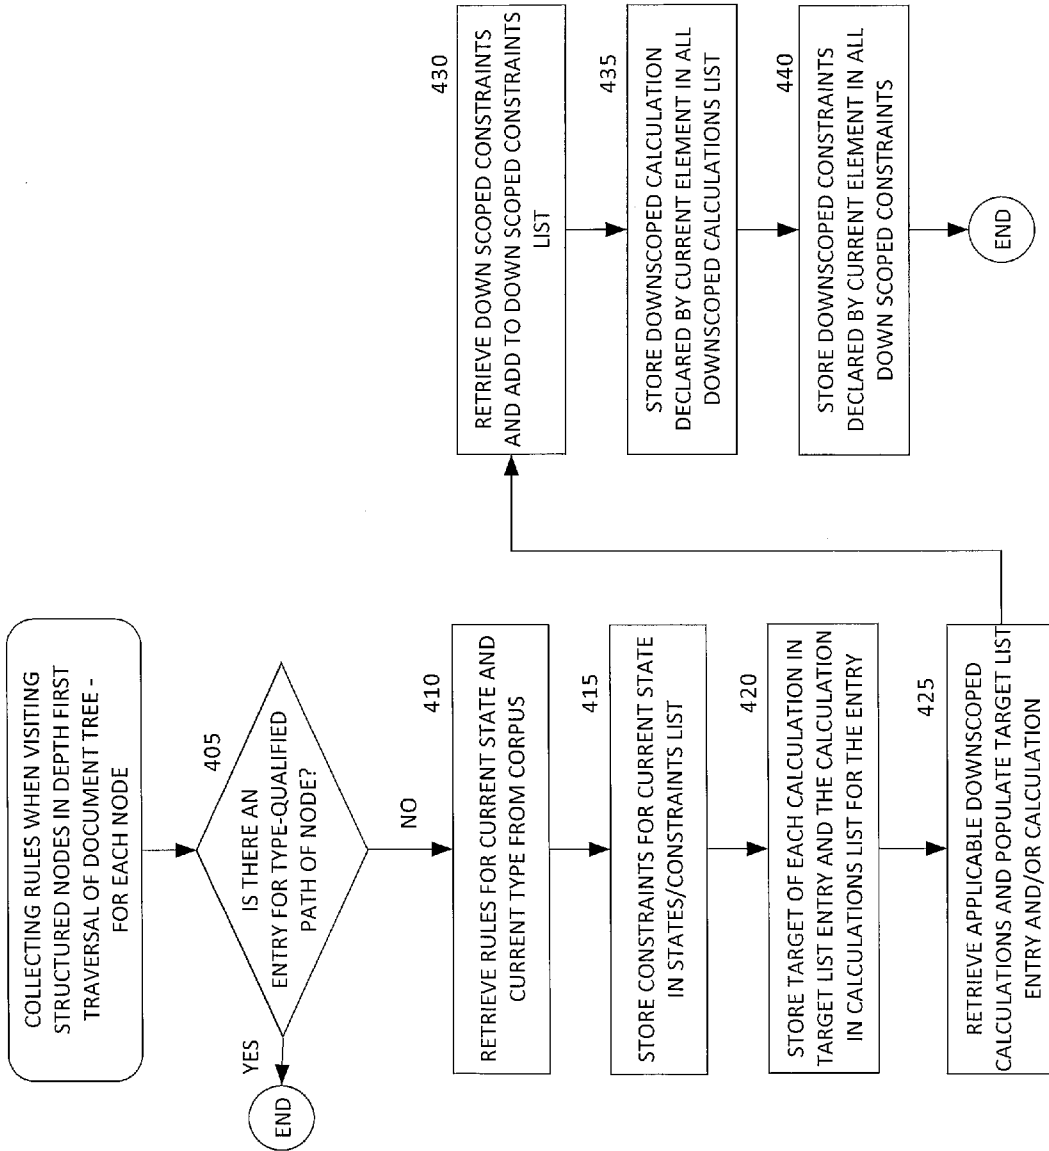 COLLECTING RULES WHEN VISITING
STRUCTURED NODES IN DEPTH FIRST
TRAVERSAL OF DOCUMENT TREE -
FOR EACH NODE
405
IS THERE AN
ENTRY FOR TYPE-QUALIFIED
PATH OF NODE?
YES
END
NO
410
RETRIEVE RULES FOR CURRENT STATE AND
CURRENT TYPE FROM CORPUS
415
STORE CONSTRAINTS FOR CURRENT STATE
IN STATES/CONSTRAINTS LIST
420
STORE TARGET OF EACH CALCULATION IN
TARGET LIST ENTRY AND THE CALCULATION
IN CALCULATIONS LIST FOR THE ENTRY
425
RETRIEVE APPLICABLE DOWNSCOPED
CALCULATIONS AND POPULATE TARGET LIST
ENTRY AND/OR CALCULATION
430
RETRIEVE DOWN SCOPED CONSTRAINTS
AND ADD TO DOWN SCOPED CONSTRAINTS
LIST
435
STORE DOWNSCOPED CALCULATION
DECLARED BY CURRENT ELEMENT IN ALL
DOWNSCOPED CALCULATIONS LIST
440
STORE DOWNSCOPED CONSTRAINTS
DECLARED BY CURRENT ELEMENT IN ALL
DOWN SCOPED CONSTRAINTS
END